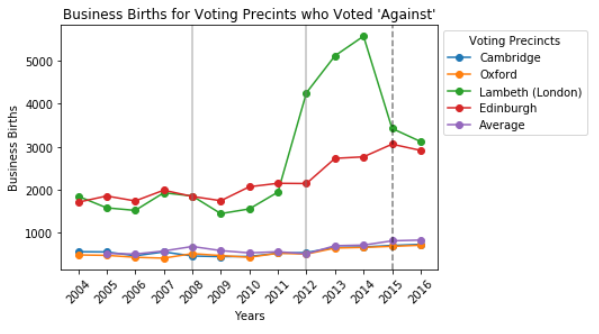 Business Births for Voting Precints who Voted 'Against'
Voting Precincts
Cambridge
Oxford
Lambeth (London)
Edinburgh
Average
Business Births
5000
4000
3000
2000
1000
2004 2005 2006 2007 2008 2009 2010 2011 2012 2013 2014 2015 2016
Years